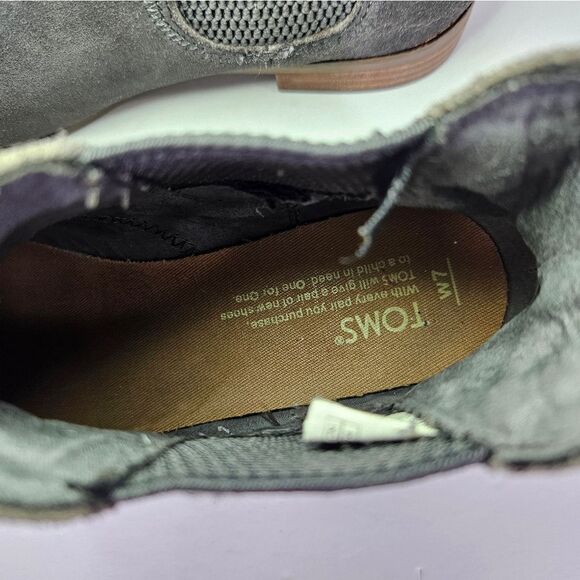 W7
TOMS®
With every pair you purchase,
TOMS will give a pair of new shoes
to a child in need. One for One.